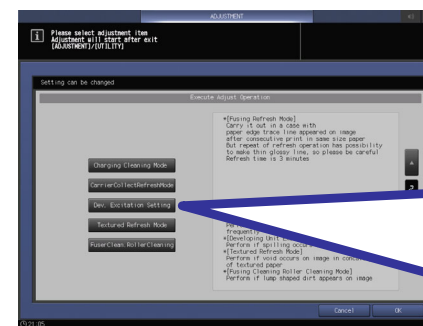 ADJUSTMENT
Please select adjustment item
Adjustment will start after exit
[ADJUSTMENT]/[UTILITY]
Setting can be changed
Execute Adjust Operation
Charging Cleaning Mode
CarrierCollectRefreshMode
Dev. Excitation Setting
Textured Refresh Mode
FuserClean.RollerCleaning
*[Fusing Refresh Mode]
Carry it out in a case with
paper edge trace line appeared on image
after consecutive print in same size paper
But repeat of refresh operation has possibility
to make thin glossy line, so please be careful
Refresh time is 3 minutes
2
frequently
*[Developing Unit
Perform if spilling occurs
*[Textured Refresh Mode]
Perform if void occurs on image in
of textured paper
*[Fusing Cleaning Roller Cleaning Mode]
Perform if lump shaped dirt appears on image
Cancel
OK
21:05